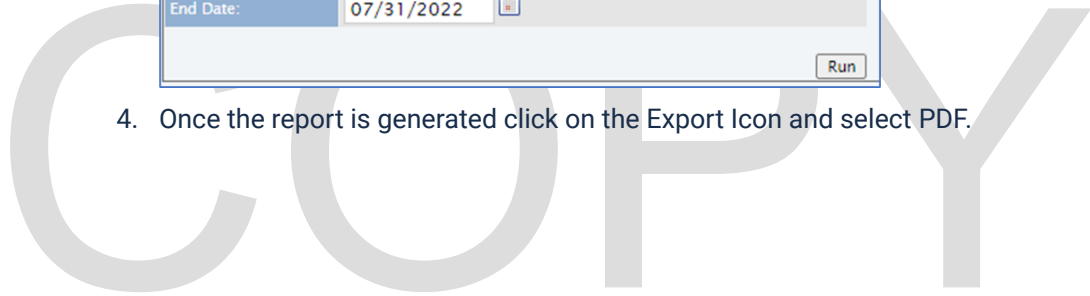 End Date: 07/31/2022
Run
4. Once the report is generated click on the Export Icon and select PDF.
COPY